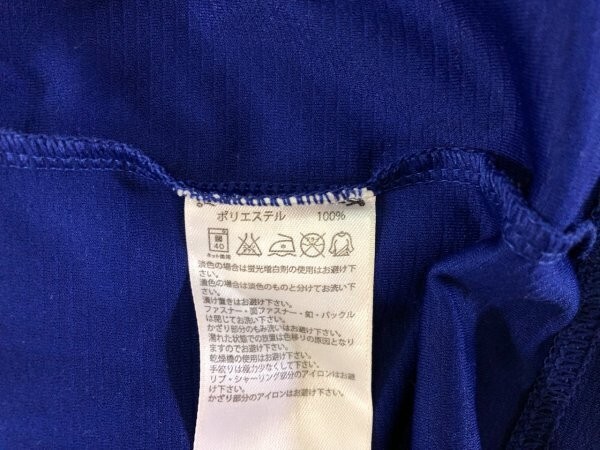 ポリエステル 100%
弱
40
ネット使用
淡色の場合は蛍光増白剤の使用はお避け下
さい。
濃色の場合は淡色のものと分けてお洗い下
さい。
漬け置きはお避け下さい。
ファスナー・面ファスナー・釦・バックル
は閉じてお洗い下さい。
かざり部分のもみ洗いはお避け下さい。
濡れた状態での放置は色移りの原因となり
ますのでお避け下さい。
乾燥機の使用はお避け下さい。
手絞りは極力少なくして下さい。
リブ・シャーリング部分のアイロンはお避
け下さい。
かざり部分のアイロンはお避け下さい。